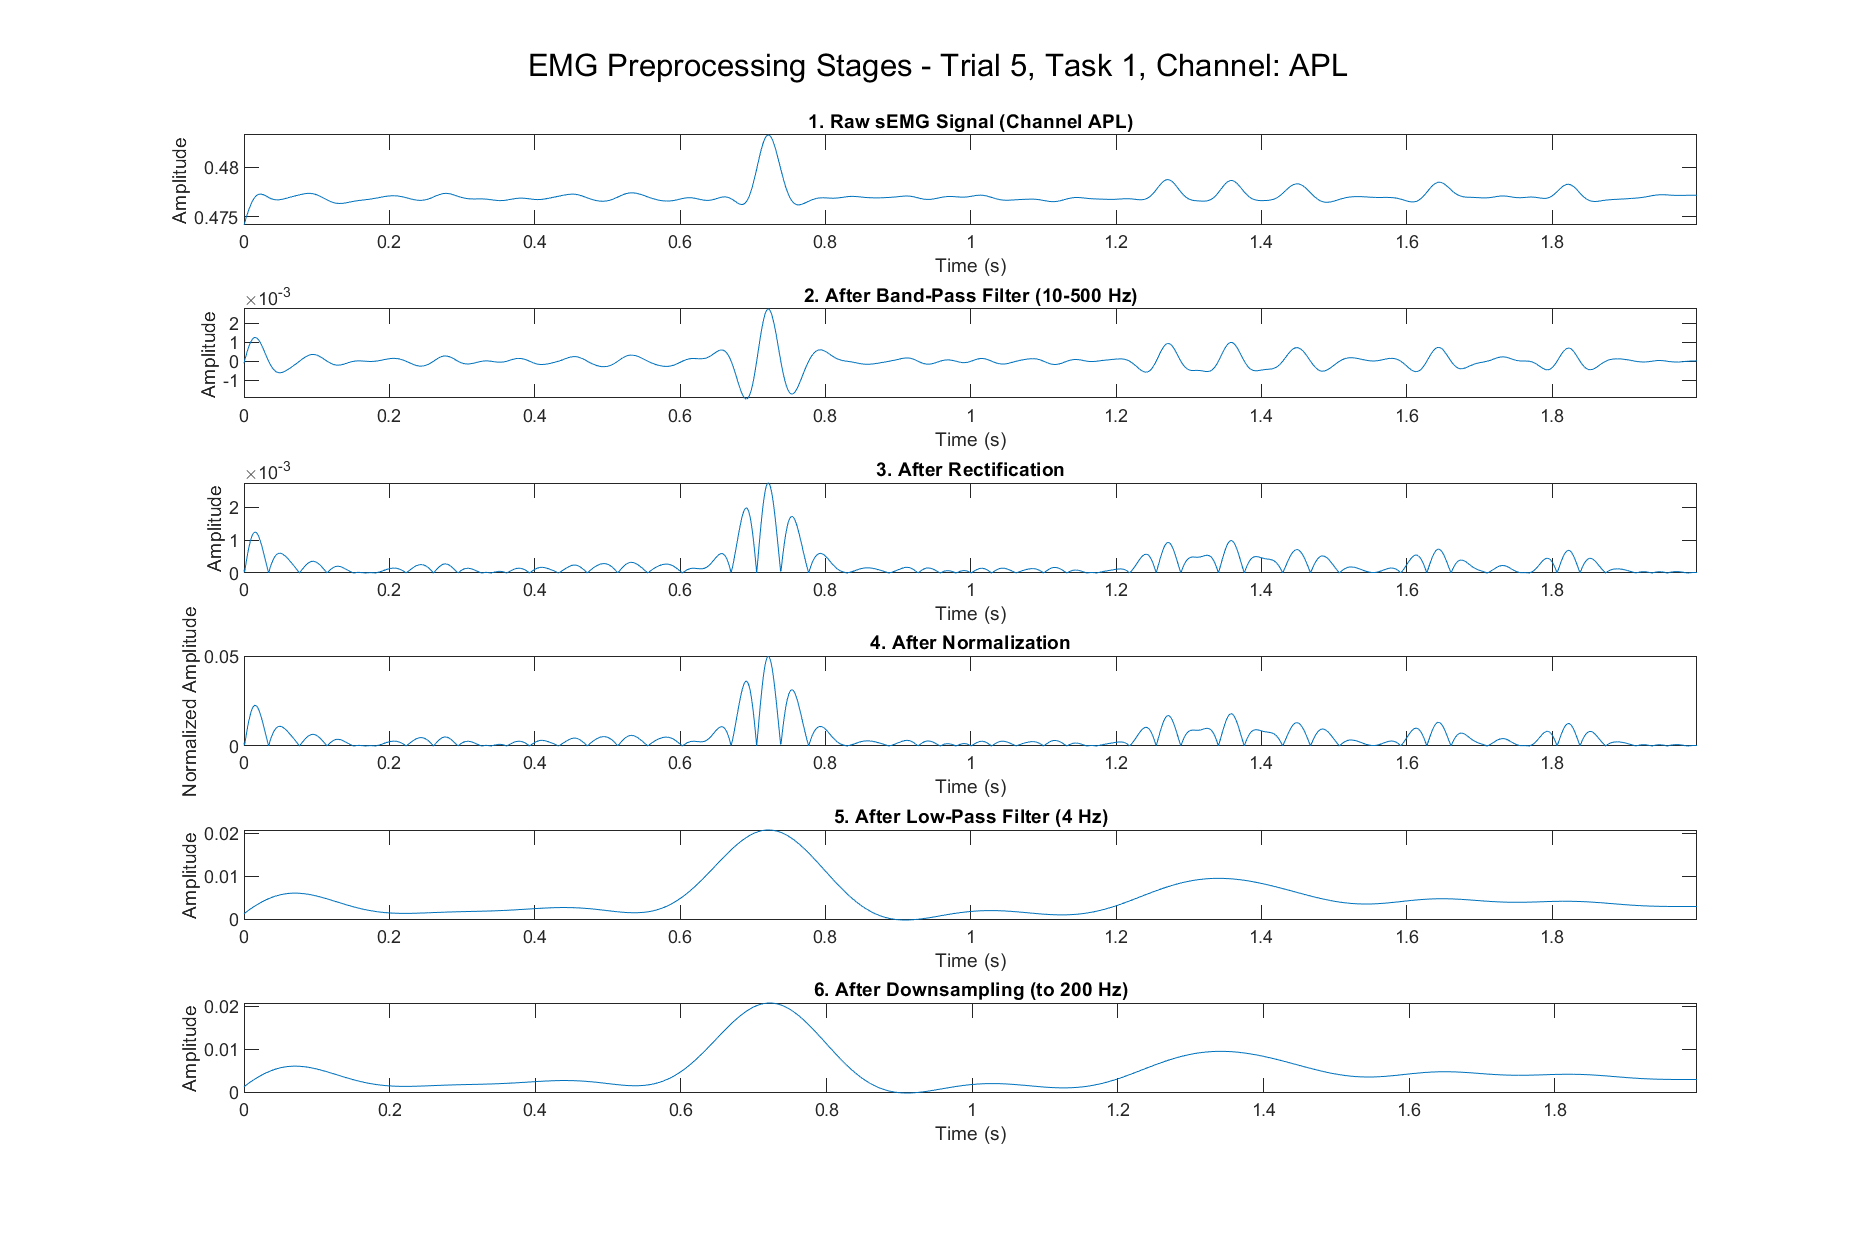 EMG Preprocessing Stages - Trial 5, Task 1, Channel: APL
1. Raw sEMG Signal (Channel APL)
Amplitude
0.48
0.475
0 0.2 0.4 0.6 0.8 1 1.2 1.4 1.6 1.8
Time (s)
×10-3
2. After Band-Pass Filter (10-500 Hz)
Amplitude
2
1
0
-1
0 0.2 0.4 0.6 0.8 1 1.2 1.4 1.6 1.8
Time (s)
×10-3
3. After Rectification
Amplitude
2
1
0
0 0.2 0.4 0.6 0.8 1 1.2 1.4 1.6 1.8
Time (s)
4. After Normalization
Normalized Amplitude
0.05
0
0 0.2 0.4 0.6 0.8 1 1.2 1.4 1.6 1.8
Time (s)
5. After Low-Pass Filter (4 Hz)
Amplitude
0.02
0.01
0
0 0.2 0.4 0.6 0.8 1 1.2 1.4 1.6 1.8
Time (s)
6. After Downsampling (to 200 Hz)
Amplitude
0.02
0.01
0
0 0.2 0.4 0.6 0.8 1 1.2 1.4 1.6 1.8
Time (s)